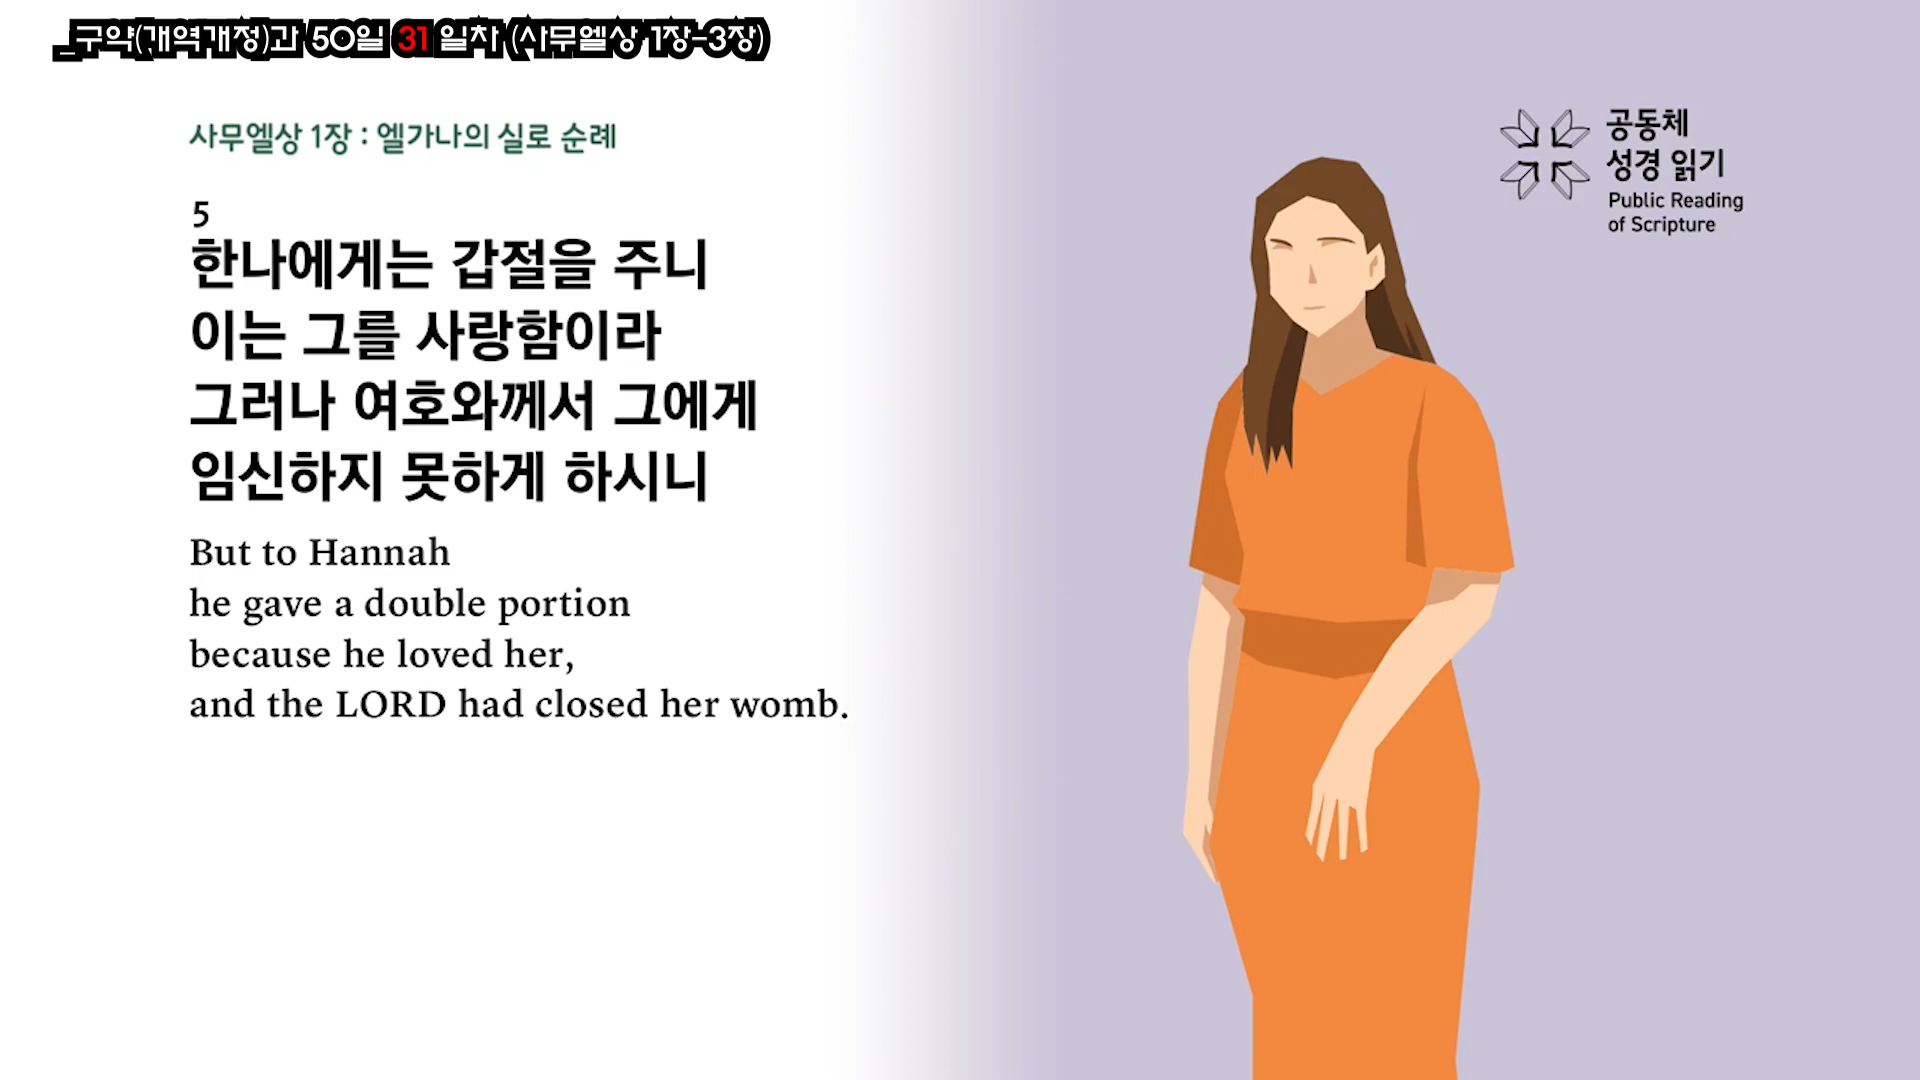 _구약(개역개정)과 50일 31 일차 (사무엘상 1장-3장)
사무엘상 1장 : 엘가나의 실로 순례
5
한나에게는 갑절을 주니
이는 그를 사랑함이라
그러나 여호와께서 그에게
임신하지 못하게 하시니
But to Hannah
he gave a double portion
because he loved her,
and the LORD had closed her womb.
공동체
성경 읽기
Public Reading
of Scripture